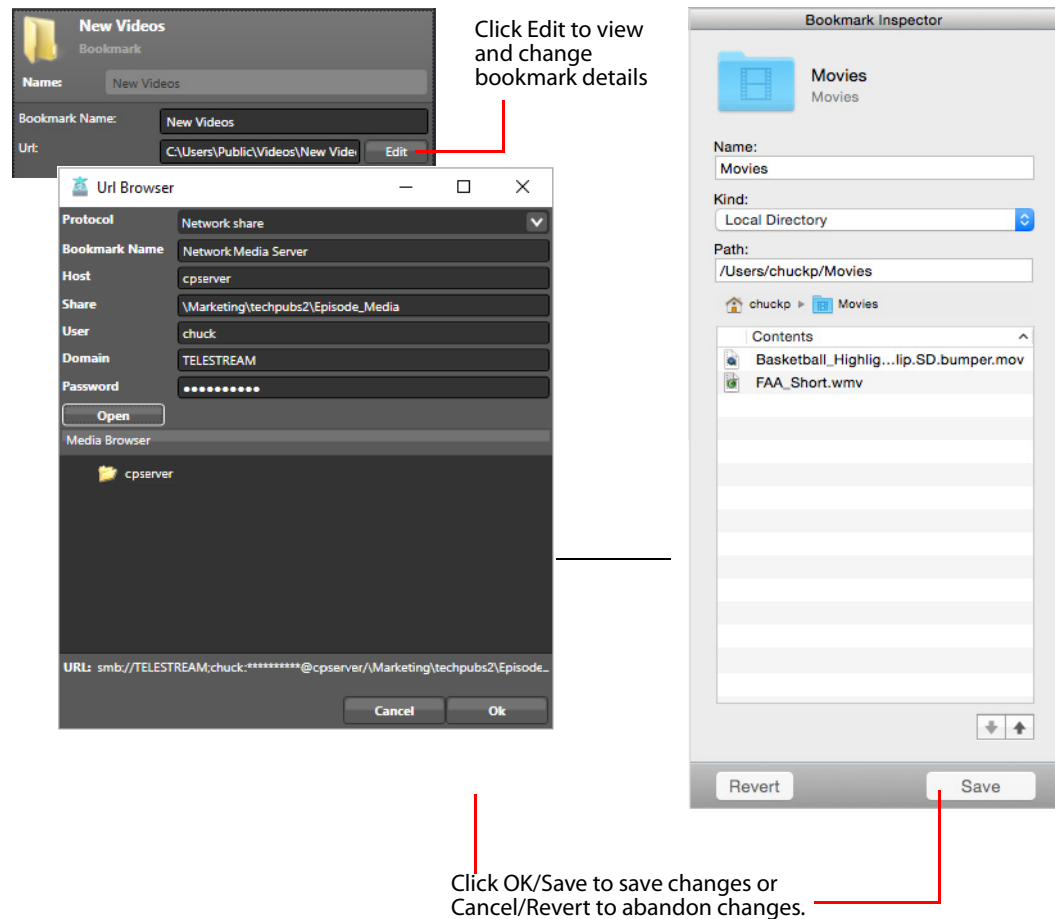 New Videos
Bookmark
Name: New Videos
Bookmark Name: New Videos
Url: C:\Users\Public\Videos\New Vide Edit
Click Edit to view
and change
bookmark details
Url Browser
Protocol Network share
Bookmark Name Network Media Server
Host cpserver
Share \Marketing\techpubs2\Episode_Media
User chuck
Domain TELESTREAM
Password ••••••••••
Open
Media Browser
cpserver
URL: smb://TELESTREAM;chuck:**********@cpserver/\Marketing\techpubs2\Episode_
Cancel Ok
Bookmark Inspector
Movies
Movies
Name:
Movies
Kind:
Local Directory
Path:
/Users/chuckp/Movies
chuckp Movies
Contents
Basketball_Highlig...lip.SD.bumper.mov
FAA_Short.wmv
Revert Save
Click OK/Save to save changes or
Cancel/Revert to abandon changes.